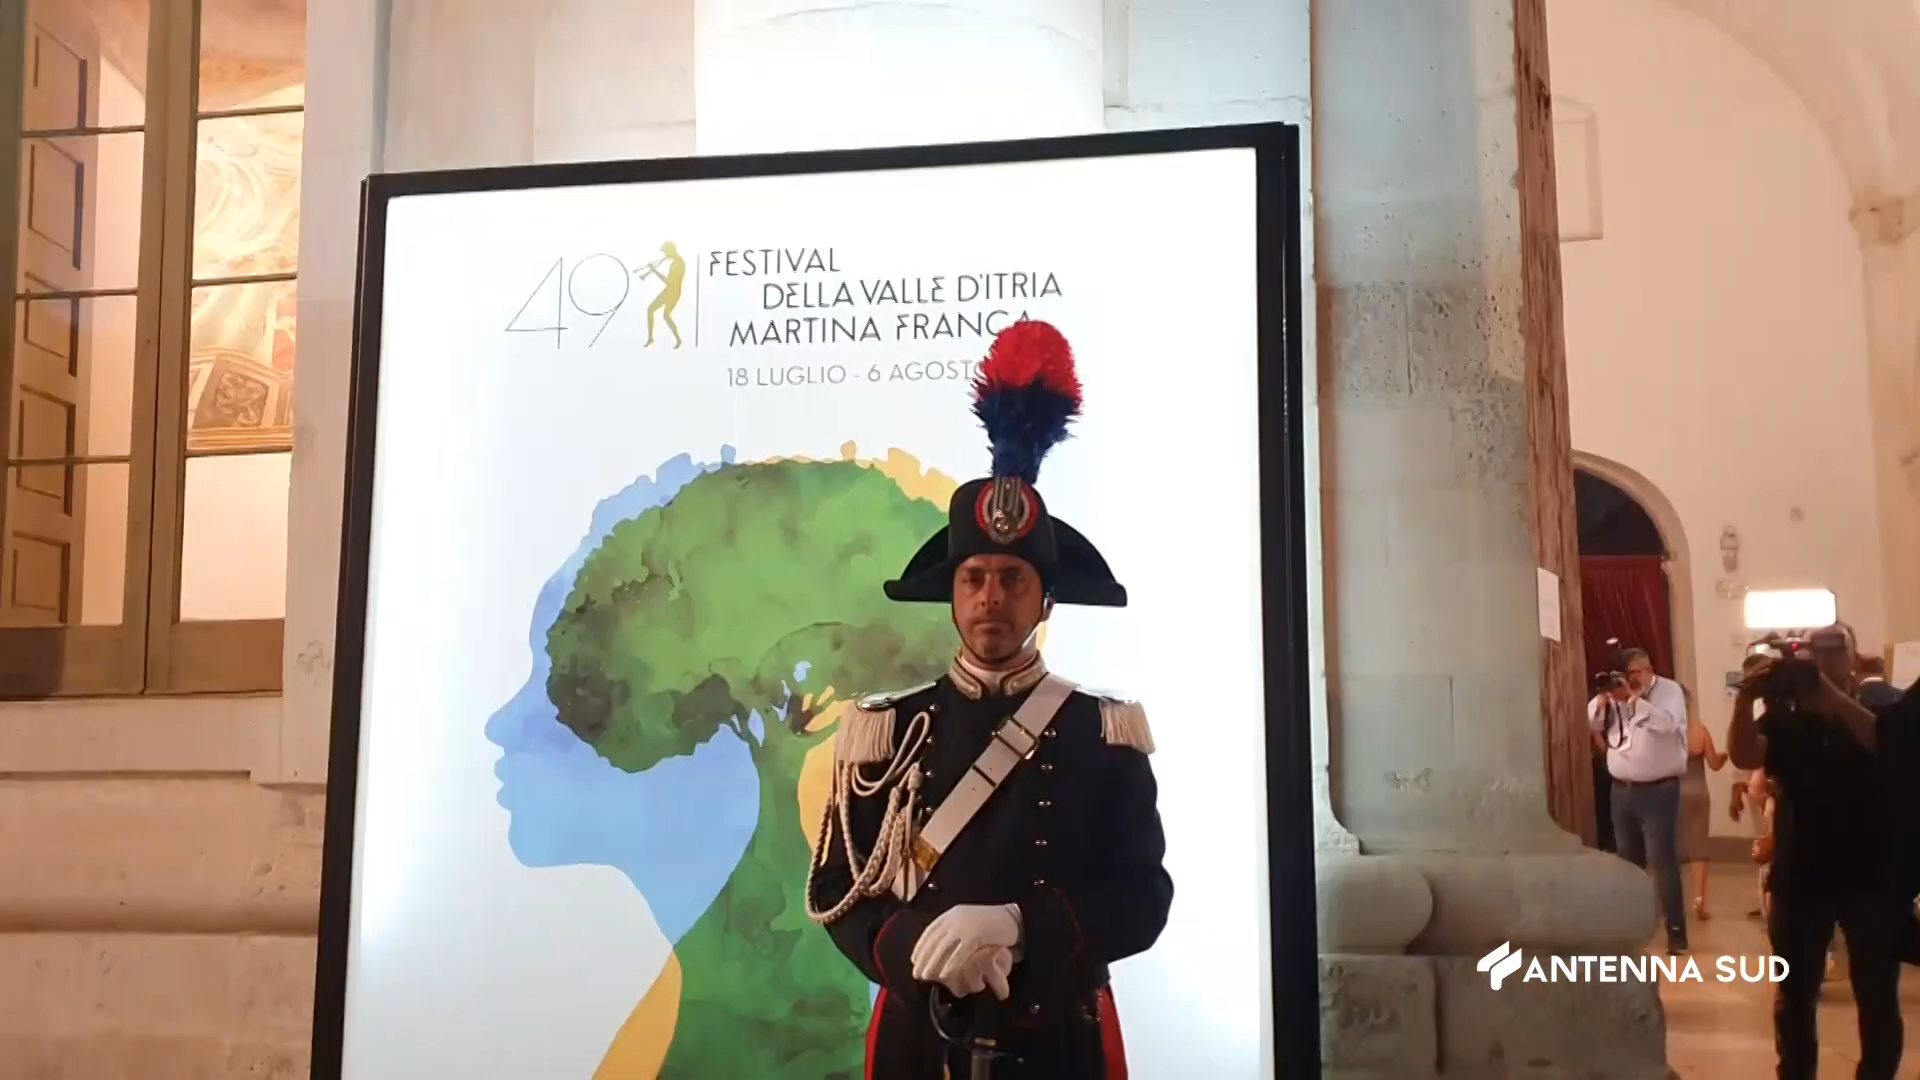 49
FESTIVAL
DELLA VALLE D'ITRIA
MARTINA FRANCA
18 LUGLIO - 6 AGOSTO
ANTENNA SUD